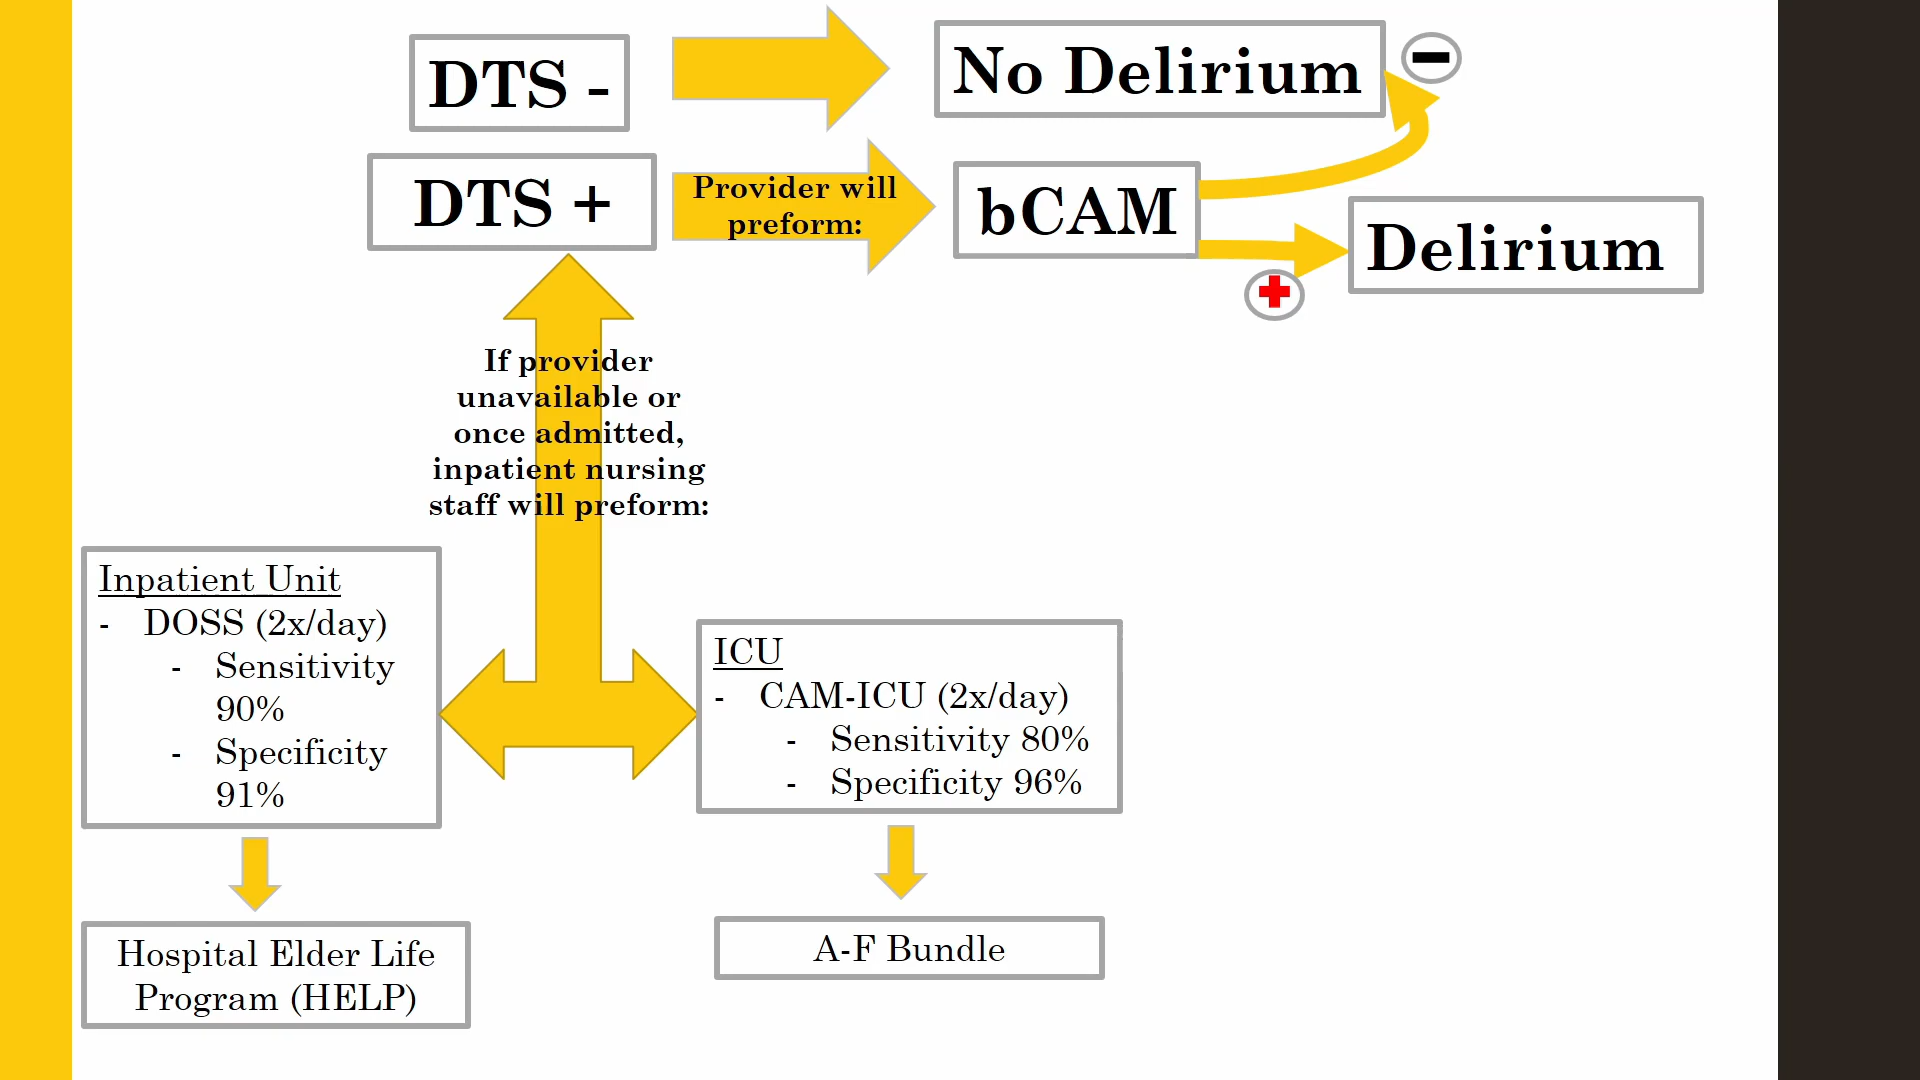 DTS -
No Delirium
DTS +
Provider will
preform:
bCAM
Delirium
If provider
unavailable or
once admitted,
inpatient nursing
staff will preform:
Inpatient Unit
- DOSS (2x/day)
- Sensitivity
90%
- Specificity
91%
ICU
- CAM-ICU (2x/day)
- Sensitivity 80%
- Specificity 96%
Hospital Elder Life
Program (HELP)
A-F Bundle